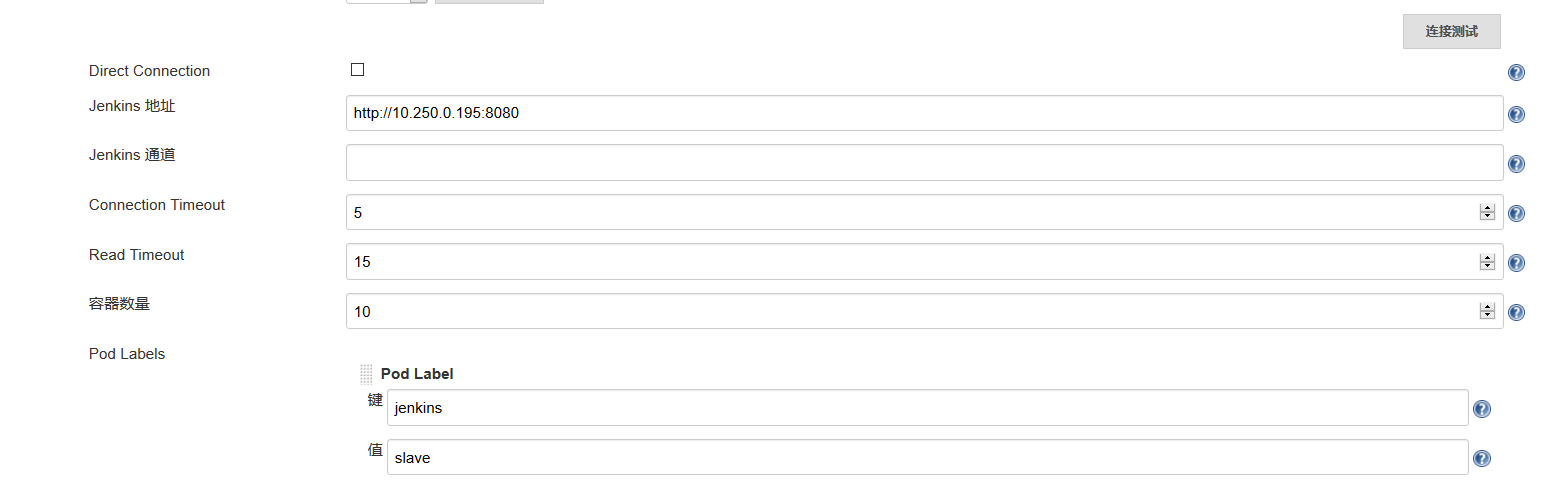 连接测试
Direct Connection
Jenkins 地址
http://10.250.0.195:8080
Jenkins 通道
Connection Timeout
5
Read Timeout
15
容器数量
10
Pod Labels
Pod Label
键
jenkins
值
slave